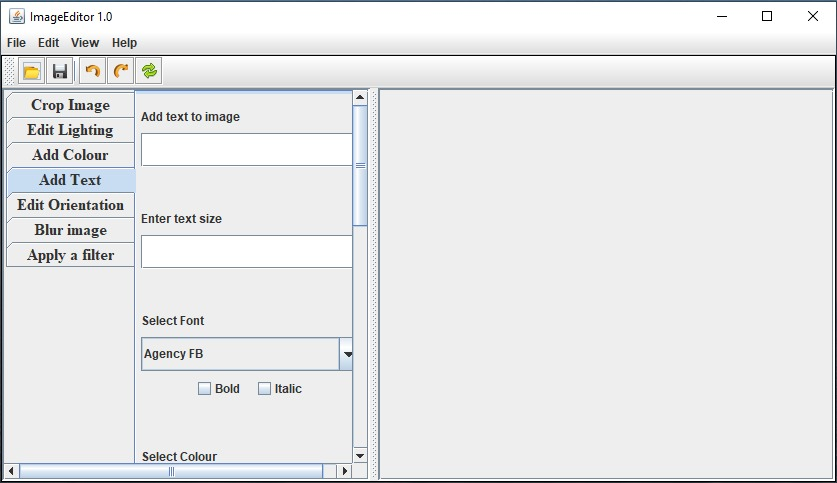 ImageEditor 1.0
File Edit View Help
Crop Image
Edit Lighting
Add Colour
Add Text
Edit Orientation
Blur image
Apply a filter
Add text to image
Enter text size
Select Font
Agency FB
Bold Italic
Select Colour